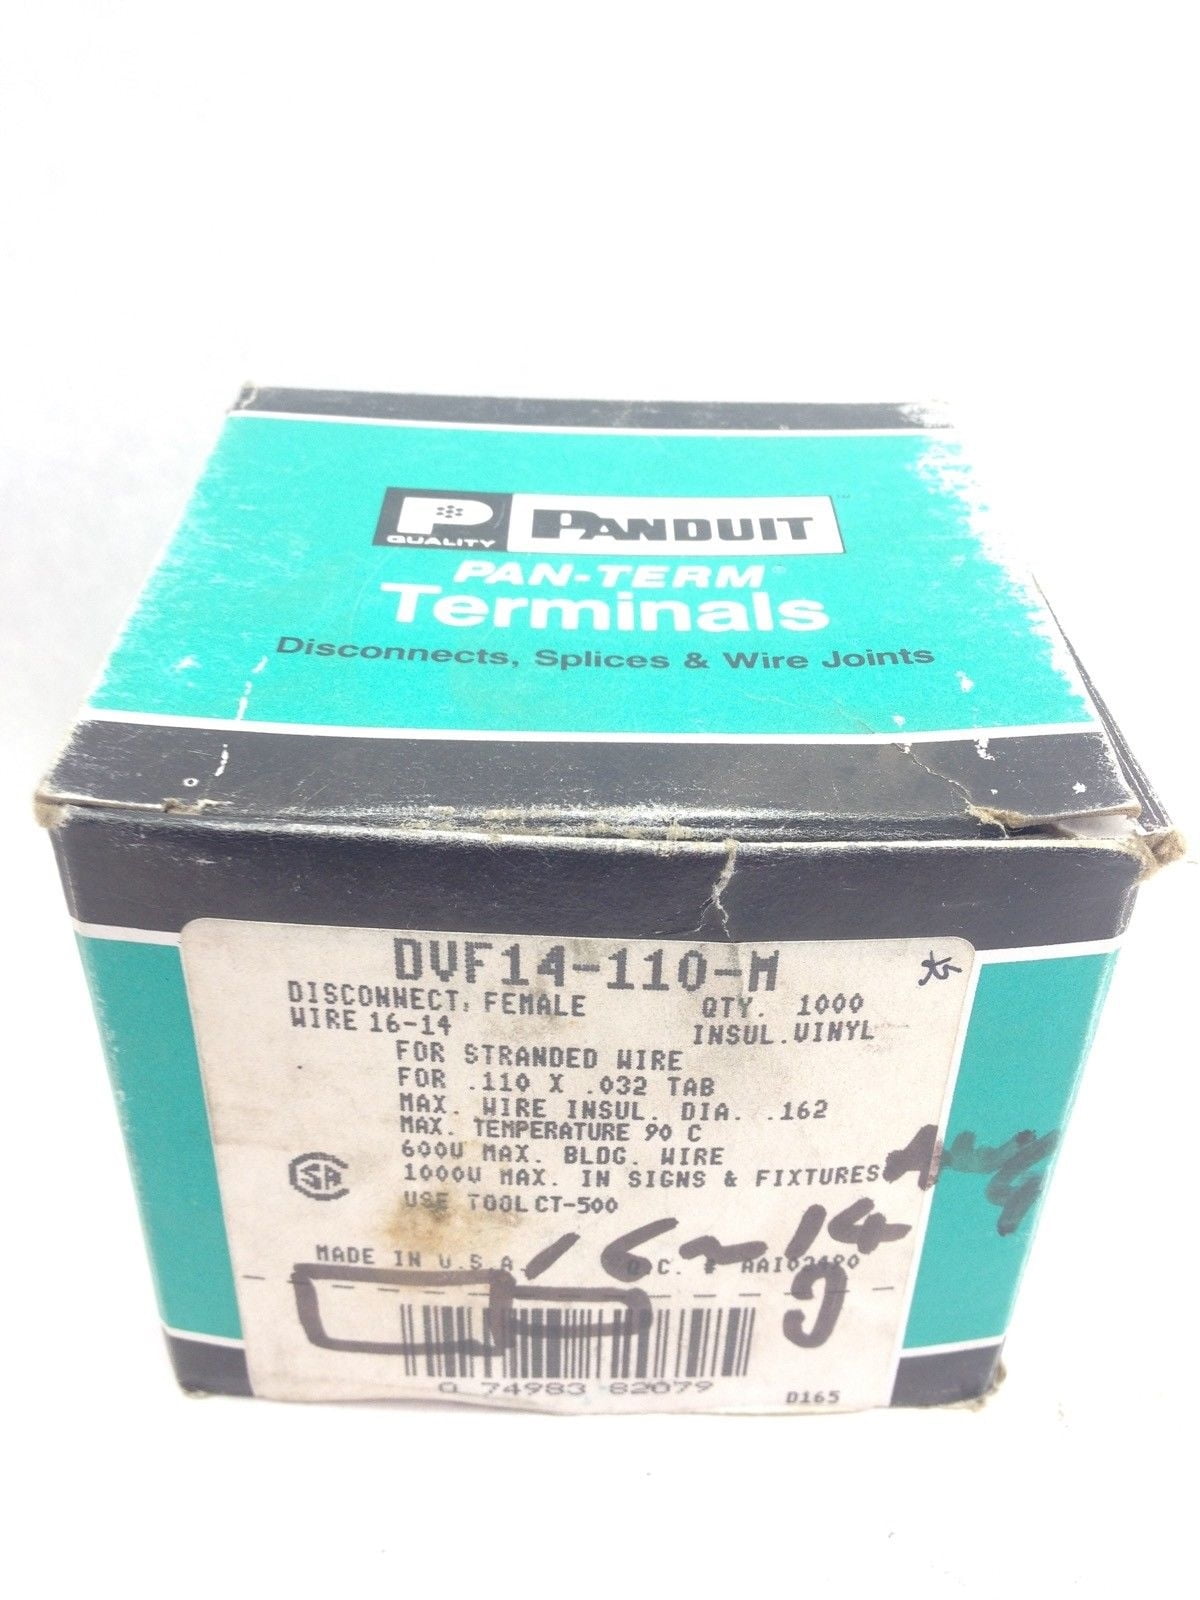 P QUALITY PANDUIT™
PAN-TERM®
Terminals
Disconnects, Splices & Wire Joints
DVF14-110-M
DISCONNECT, FEMALE QTY. 1000
WIRE 16-14 INSUL. VINYL
FOR STRANDED WIRE
FOR .110 X .032 TAB
MAX. WIRE INSUL. DIA. .162
MAX. TEMPERATURE 90 C
600V MAX. BLDG. WIRE
1000V MAX. IN SIGNS & FIXTURES
USE TOOL CT-500
16-14
MADE IN U.S.A. Q.C. #
0 74983 82079
D165